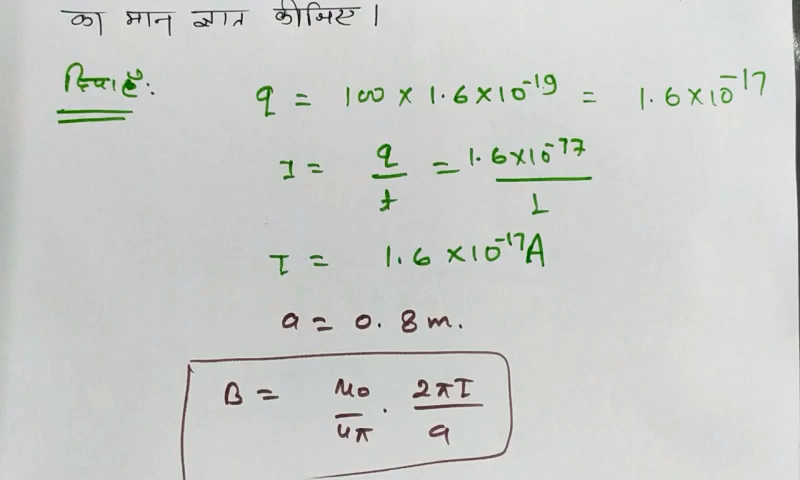 का मान ज्ञात कीजिए।
दिया है: q = 100 × 1.6×10⁻¹⁹ = 1.6×10⁻¹⁷
I = q/t = 1.6×10⁻¹⁷/1
I = 1.6 ×10⁻¹⁷A
a = 0.8m.
B = μ₀/4π · 2πI/a